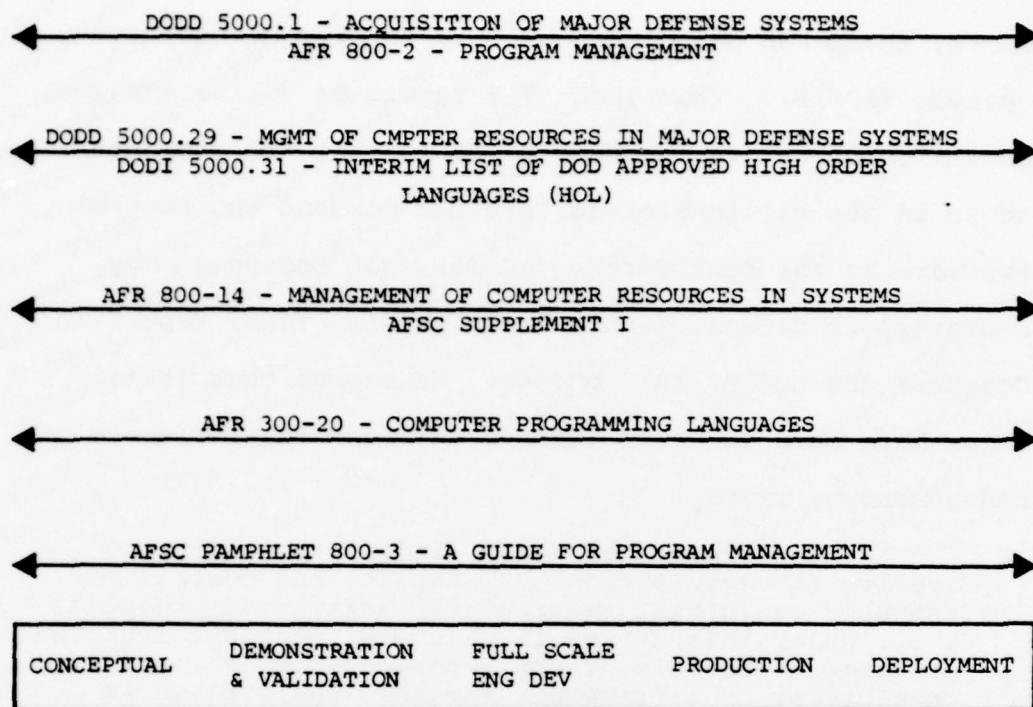 DODD 5000.1 - ACQUISITION OF MAJOR DEFENSE SYSTEMS
AFR 800-2 - PROGRAM MANAGEMENT
DODD 5000.29 - MGMT OF CMPTER RESOURCES IN MAJOR DEFENSE SYSTEMS
DODI 5000.31 - INTERIM LIST OF DOD APPROVED HIGH ORDER
LANGUAGES (HOL)
AFR 800-14 - MANAGEMENT OF COMPUTER RESOURCES IN SYSTEMS
AFSC SUPPLEMENT I
AFR 300-20 - COMPUTER PROGRAMMING LANGUAGES
AFSC PAMPHLET 800-3 - A GUIDE FOR PROGRAM MANAGEMENT
CONCEPTUAL DEMONSTRATION & VALIDATION FULL SCALE ENG DEV PRODUCTION DEPLOYMENT